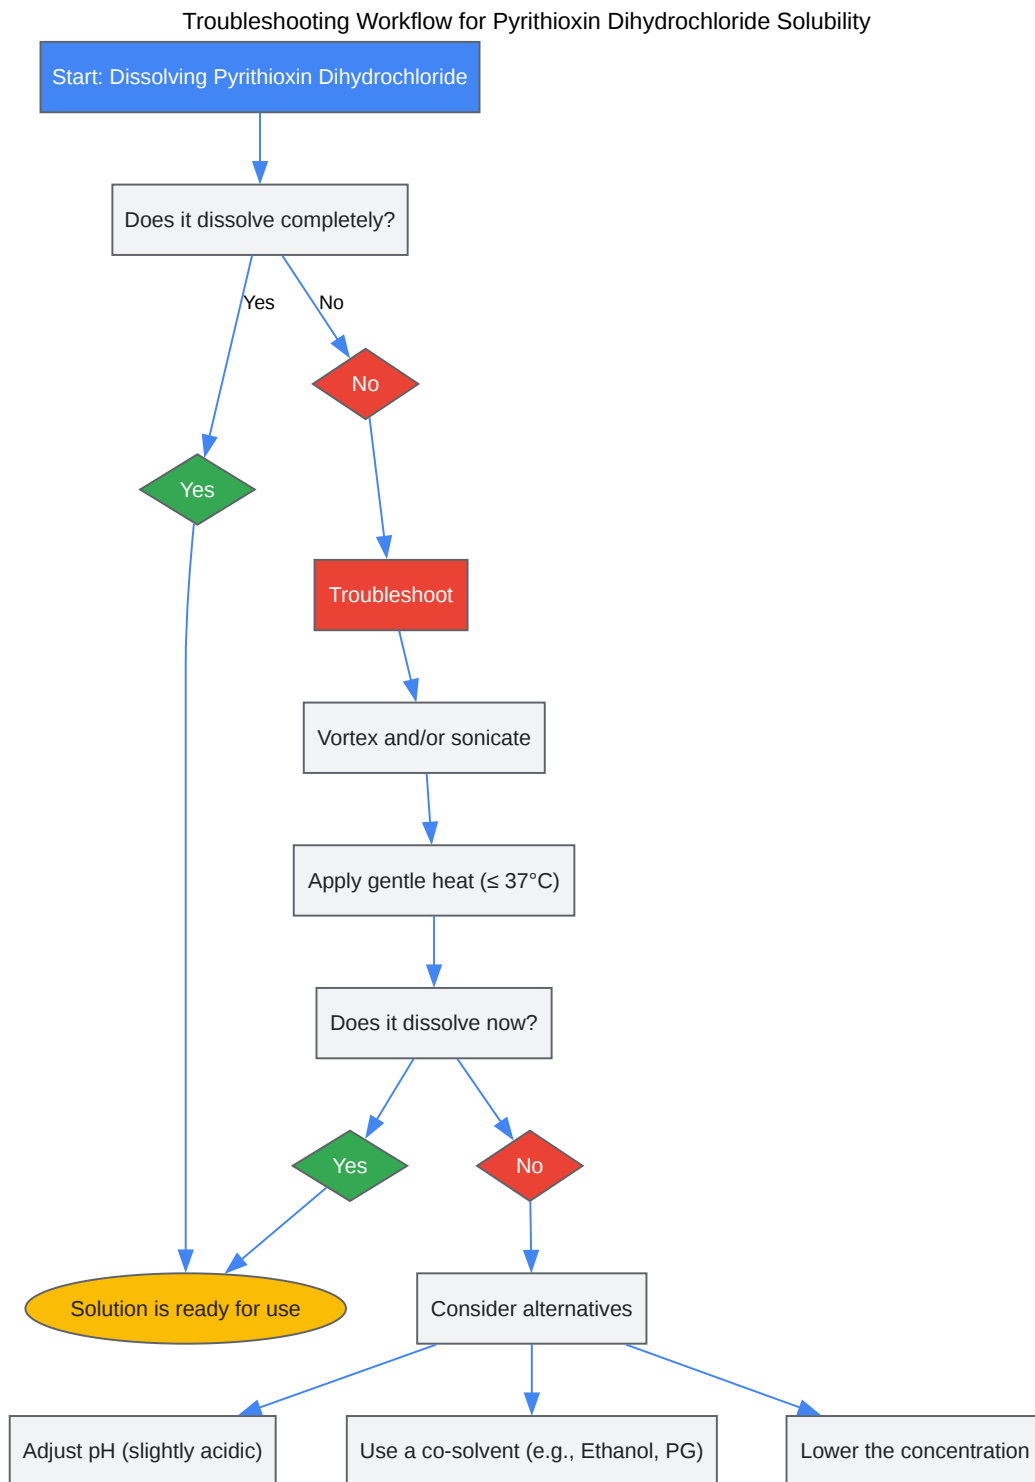 Troubleshooting Workflow for Pyrithioxin Dihydrochloride Solubility
Start: Dissolving Pyrithioxin Dihydrochloride
Does it dissolve completely?
Yes
No
No
Yes
Troubleshoot
Vortex and/or sonicate
Apply gentle heat (≤ 37°C)
Does it dissolve now?
Yes
No
Solution is ready for use
Consider alternatives
Adjust pH (slightly acidic)
Use a co-solvent (e.g., Ethanol, PG)
Lower the concentration